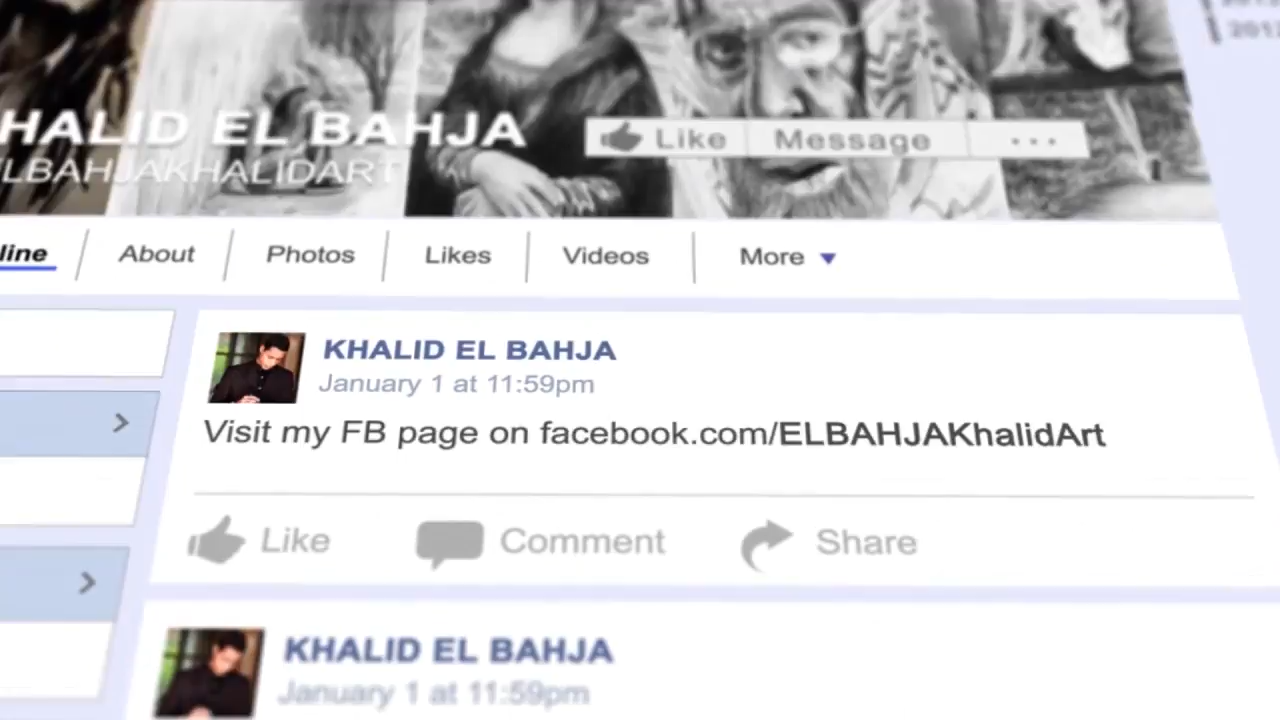 HALID EL BAHJA
LBAHJAKHALIDART
Like Message ...
line About Photos Likes Videos More
KHALID EL BAHJA
January 1 at 11:59pm
Visit my FB page on facebook.com/ELBAHJAKhalidArt
Like Comment Share
KHALID EL BAHJA
January 1 at 11:59pm